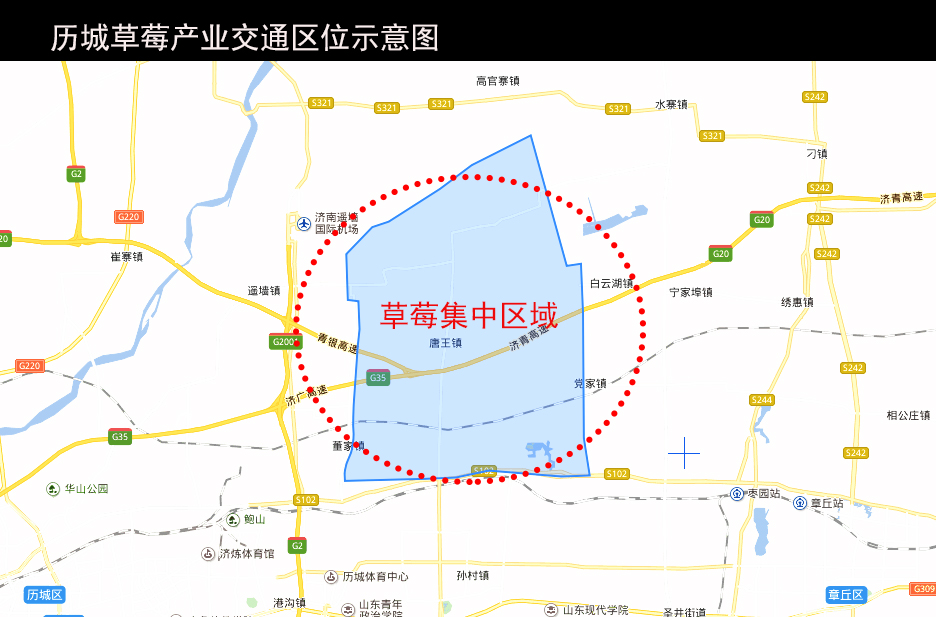 历城草莓产业交通区位示意图
高官寨镇
S321
S321
S321
S321
水寨镇
S242
S321
刁镇
G2
S242
济青高速
G220
济南遥墙
国际机场
G20
S242
20
崔寨镇
G20
S242
遥墙镇
白云湖镇
宁家埠镇
绣惠镇
草莓集中区域
G200
青银高速
唐王镇
济青高速
G220
G35
S242
济广高速
党家镇
S244
相公庄镇
G35
董家镇
S242
S102
S102
华山公园
S102
枣园站
章丘站
鲍山
G2
济炼体育馆
历城体育中心
孙村镇
历城区
港沟镇
山东青年
政治学院
山东现代学院
圣井街道
章丘区
G309